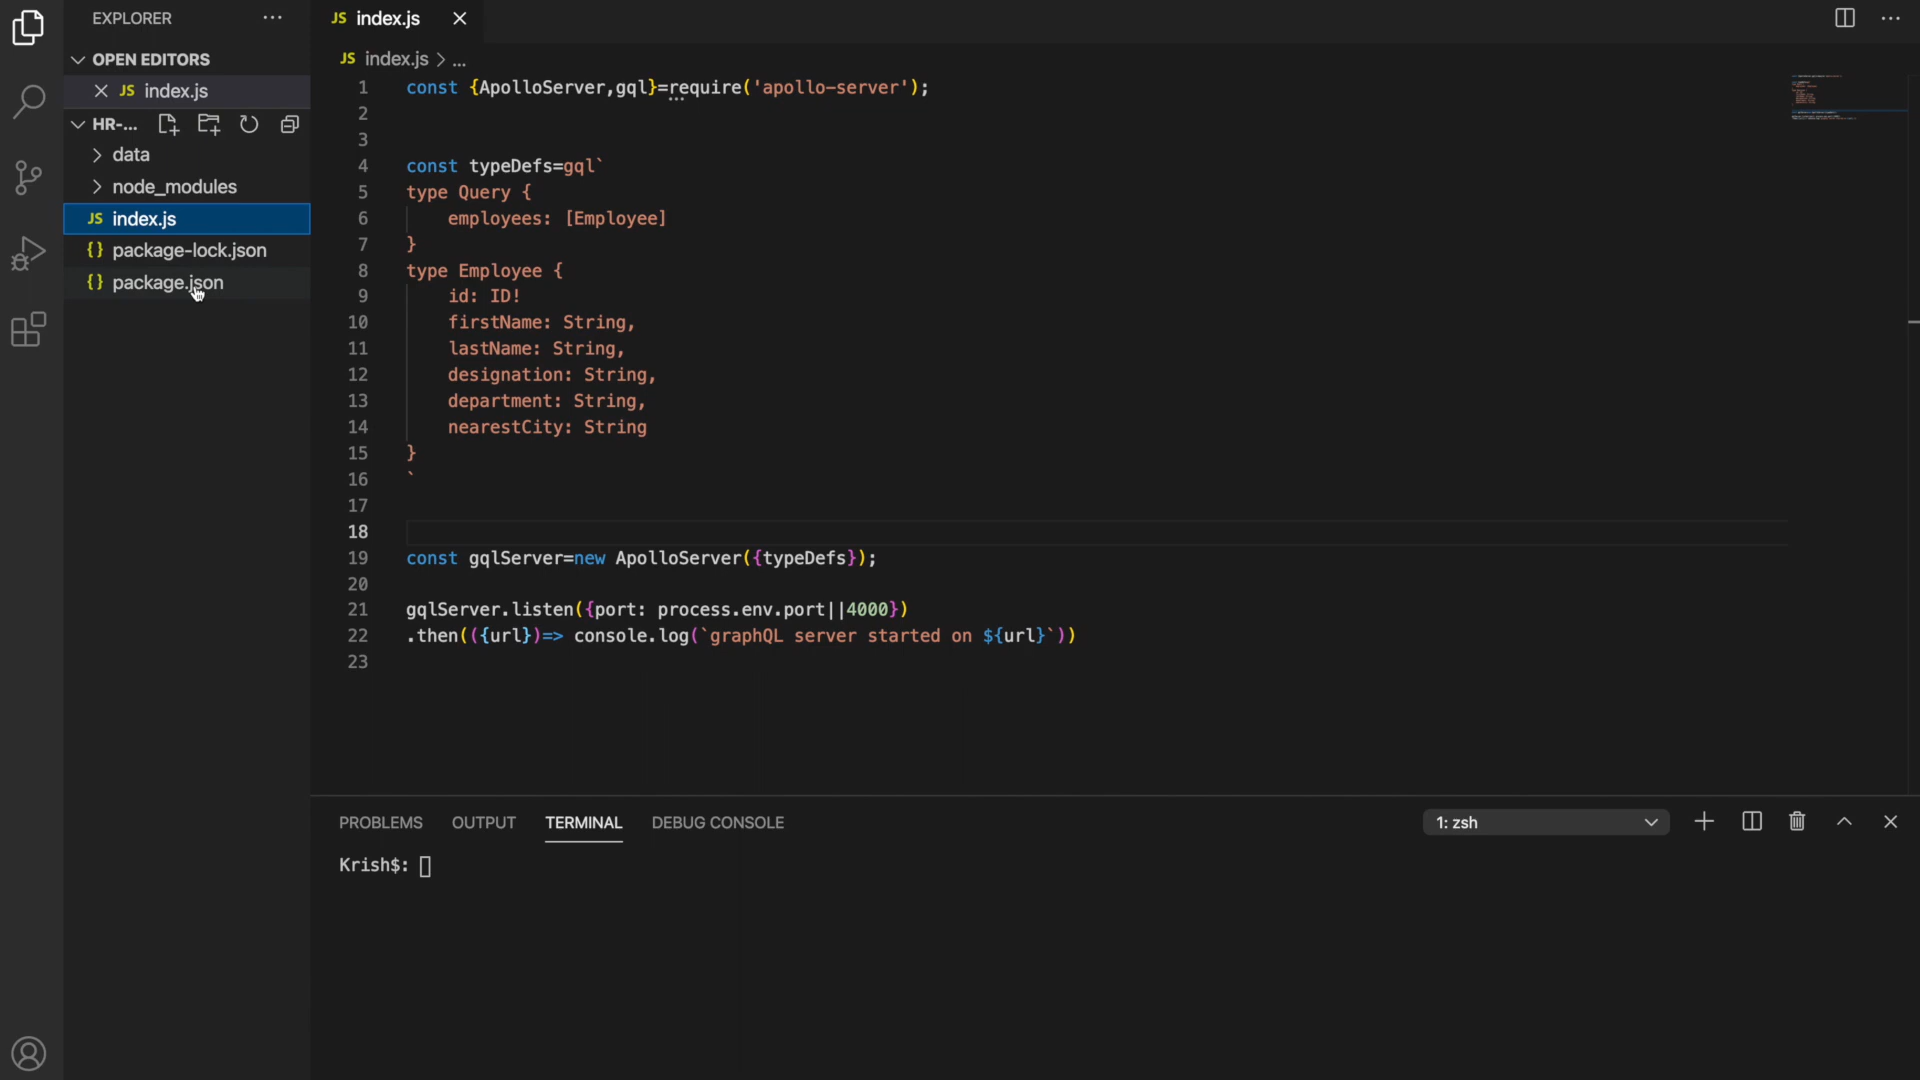 EXPLORER
OPEN EDITORS
JS index.js
HR-...
data
node_modules
JS index.js
{} package-lock.json
{} package.json
JS index.js
JS index.js > ...
1 const {ApolloServer,gql}=require('apollo-server');
2
3
4 const typeDefs=gql`
5 type Query {
6 employees: [Employee]
7 }
8 type Employee {
9 id: ID!
10 firstName: String,
11 lastName: String,
12 designation: String,
13 department: String,
14 nearestCity: String
15 }
16 `
17
18
19 const gqlServer=new ApolloServer({typeDefs});
20
21 gqlServer.listen({port: process.env.port||4000})
22 .then(({url})=> console.log(`graphQL server started on ${url}`))
23
PROBLEMS OUTPUT TERMINAL DEBUG CONSOLE
1: zsh
Krish$: